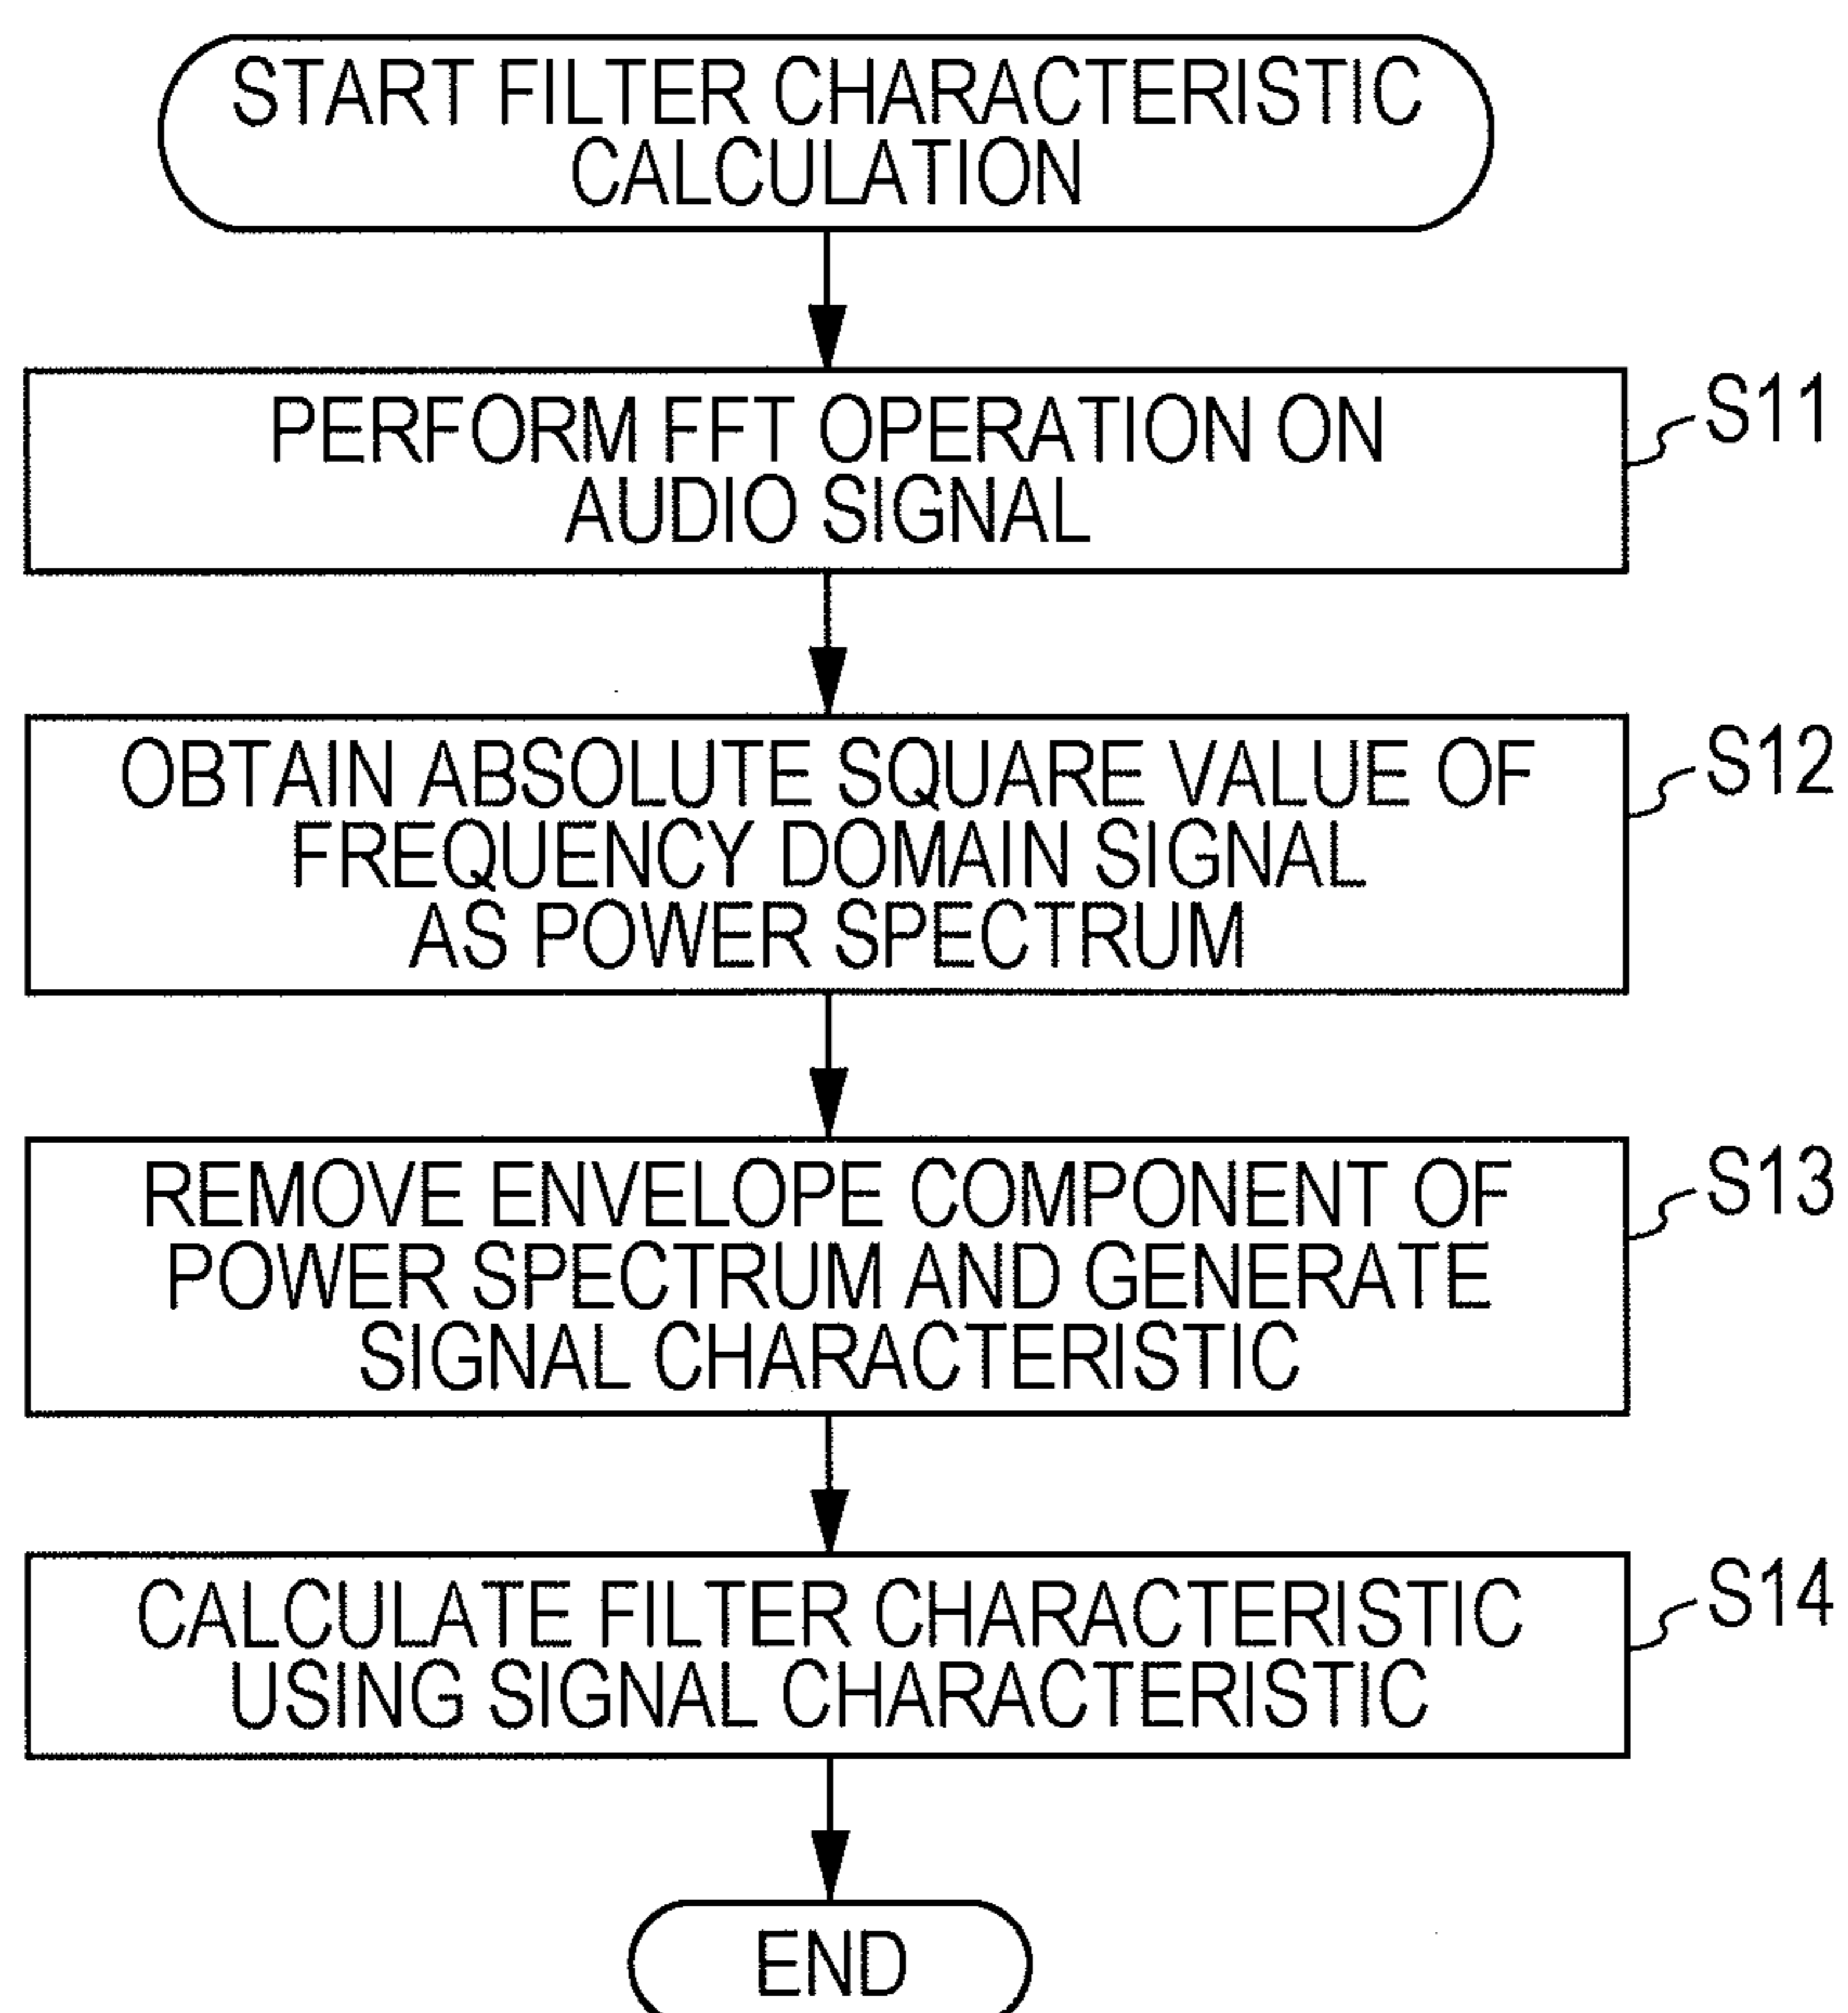 START FILTER CHARACTERISTIC
CALCULATION
PERFORM FFT OPERATION ON
AUDIO SIGNAL
S11
OBTAIN ABSOLUTE SQUARE VALUE OF
FREQUENCY DOMAIN SIGNAL
AS POWER SPECTRUM
S12
REMOVE ENVELOPE COMPONENT OF
POWER SPECTRUM AND GENERATE
SIGNAL CHARACTERISTIC
S13
CALCULATE FILTER CHARACTERISTIC
USING SIGNAL CHARACTERISTIC
S14
END